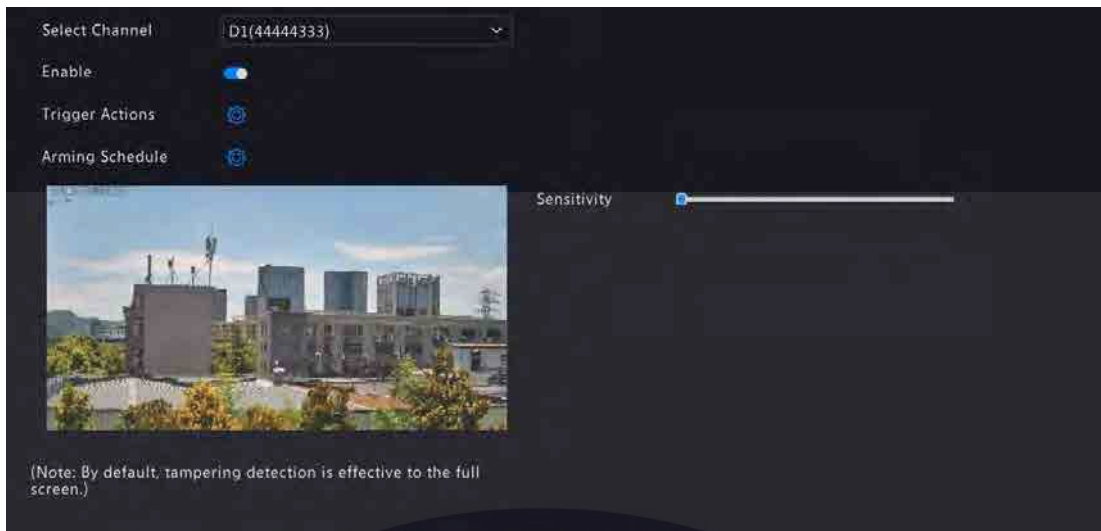 Select Channel D1(44444333)
Enable
Trigger Actions
Arming Schedule
Sensitivity
(Note: By default, tampering detection is effective to the full
screen.)